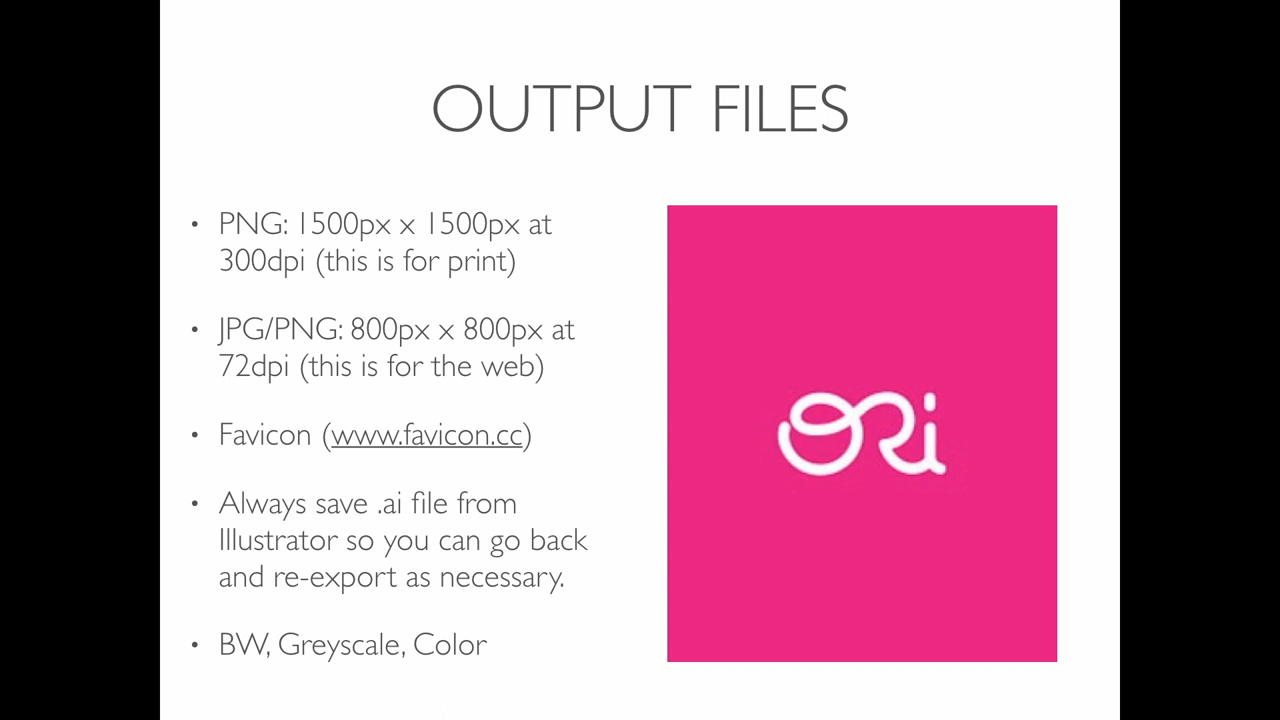 OUTPUT FILES
• PNG: 1500px x 1500px at
300dpi (this is for print)
• JPG/PNG: 800px x 800px at
72dpi (this is for the web)
• Favicon (www.favicon.cc)
• Always save .ai file from
Illustrator so you can go back
and re-export as necessary.
• BW, Greyscale, Color
ORi